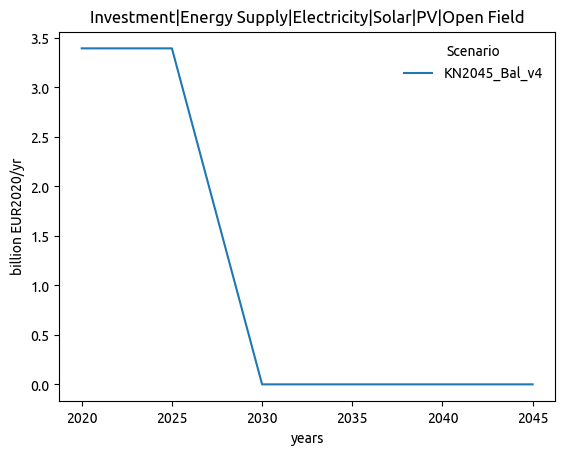 Investment|Energy Supply|Electricity|Solar|PV|Open Field
Scenario
KN2045_Bal_v4
billion EUR2020/yr
3.5
3.0
2.5
2.0
1.5
1.0
0.5
0.0
2020 2025 2030 2035 2040 2045
years